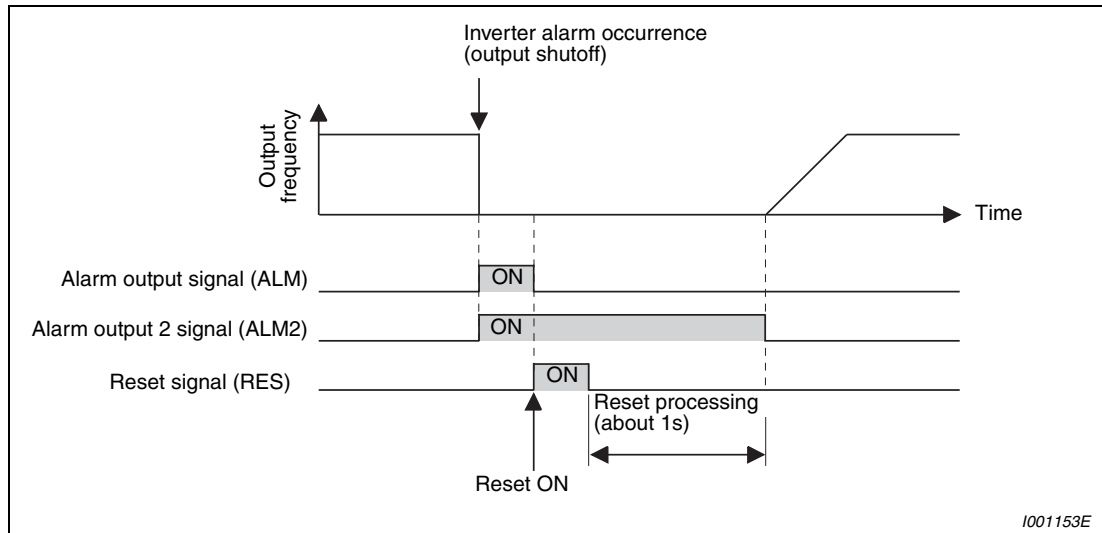 Inverter alarm occurrence
(output shutoff)
Output
frequency
Time
Alarm output signal (ALM)
ON
Alarm output 2 signal (ALM2)
ON
Reset signal (RES)
ON
Reset processing
(about 1s)
Reset ON
I001153E